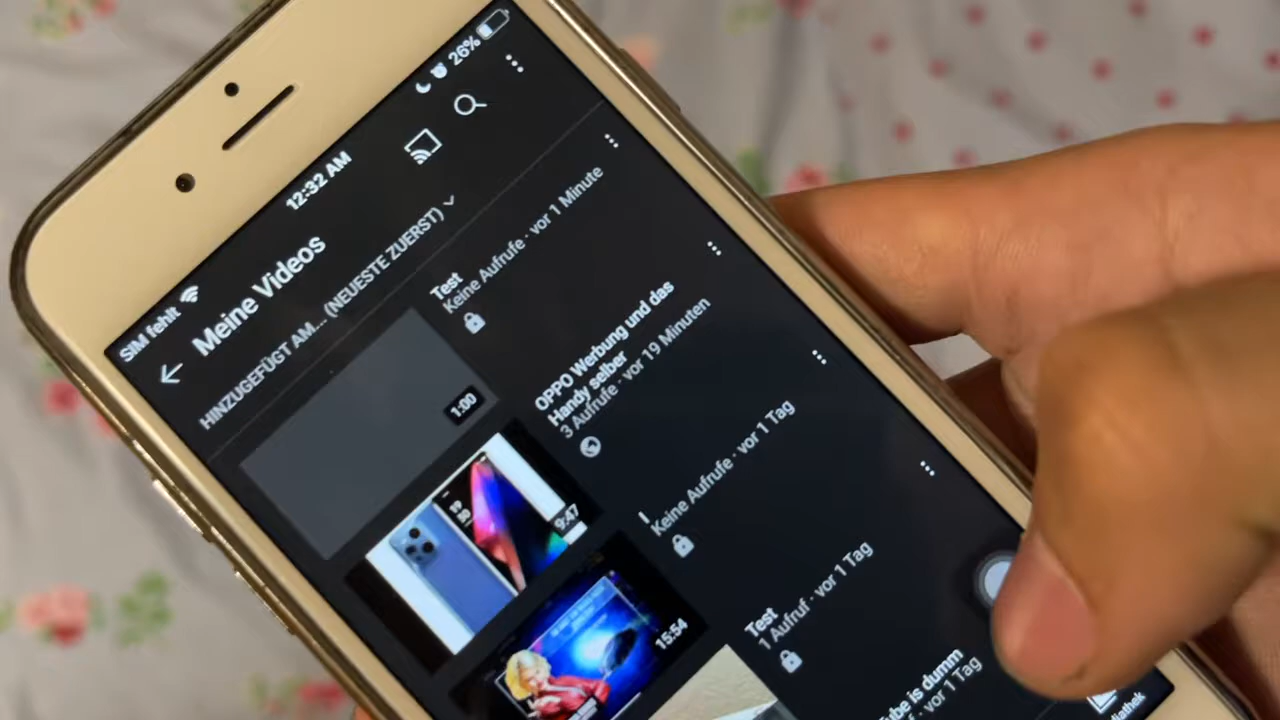 SIM fehlt 12:32 AM 26%
Meine Videos
HINZUGEFÜGT AM... (NEUESTE ZUERST)
1:00
Test
Keine Aufrufe · vor 1 Minute
9:47
OPPO Werbung und das
Handy selber
3 Aufrufe · vor 19 Minuten
15:54
I
Keine Aufrufe · vor 1 Tag
Test
1 Aufruf · vor 1 Tag
is dumm
vor 1 Tag